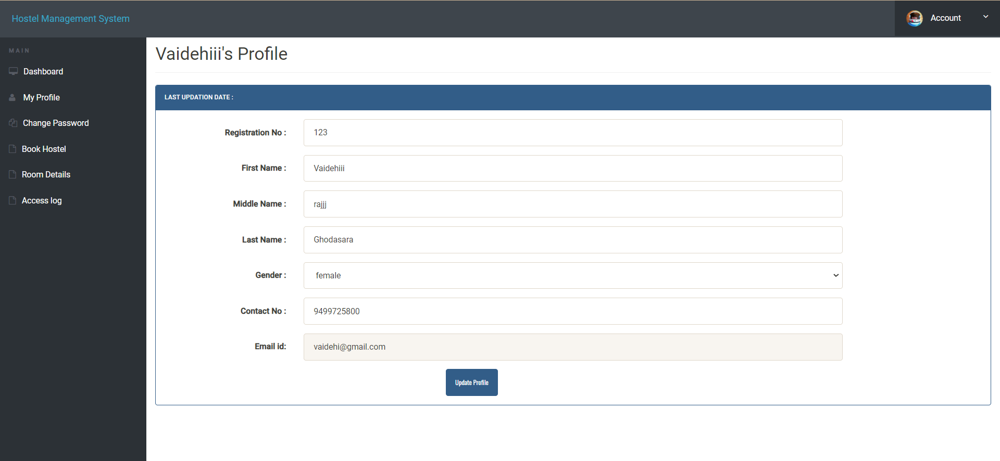 Hostel Management System
Account
MAIN
Dashboard
My Profile
Change Password
Book Hostel
Room Details
Access log
Vaidehiii's Profile
LAST UPDATION DATE :
Registration No : 123
First Name : Vaidehiii
Middle Name : rajjj
Last Name : Ghodasara
Gender : female
Contact No : 9499725800
Email id: vaidehi@gmail.com
Update Profile